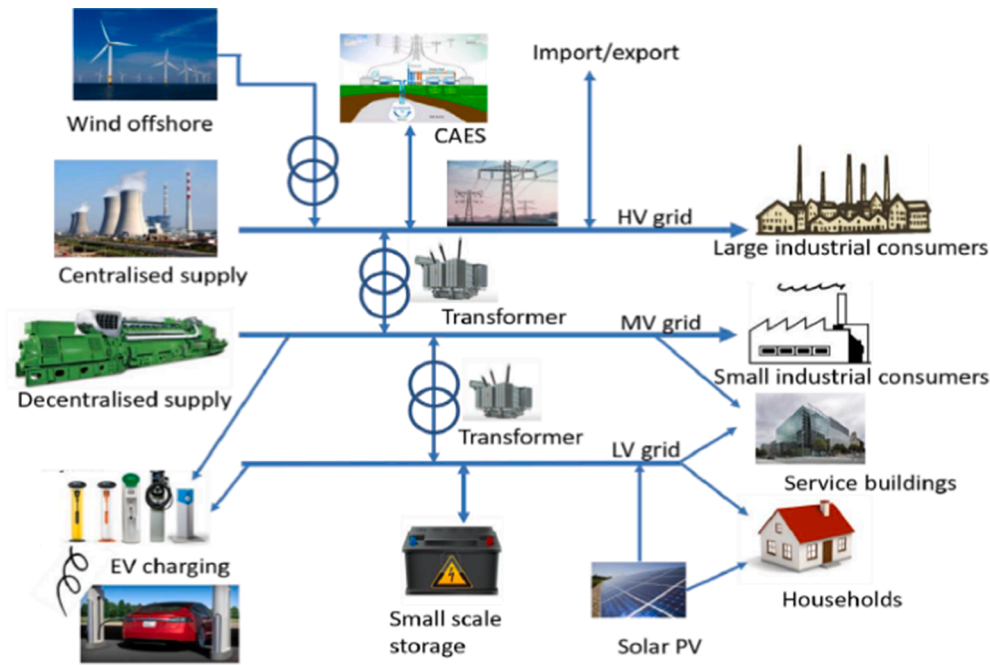 Wind offshore
CAES
Import/export
Centralised supply
HV grid
Large industrial consumers
Transformer
MV grid
Decentralised supply
Small industrial consumers
Transformer
LV grid
Service buildings
EV charging
Small scale
storage
Solar PV
Households